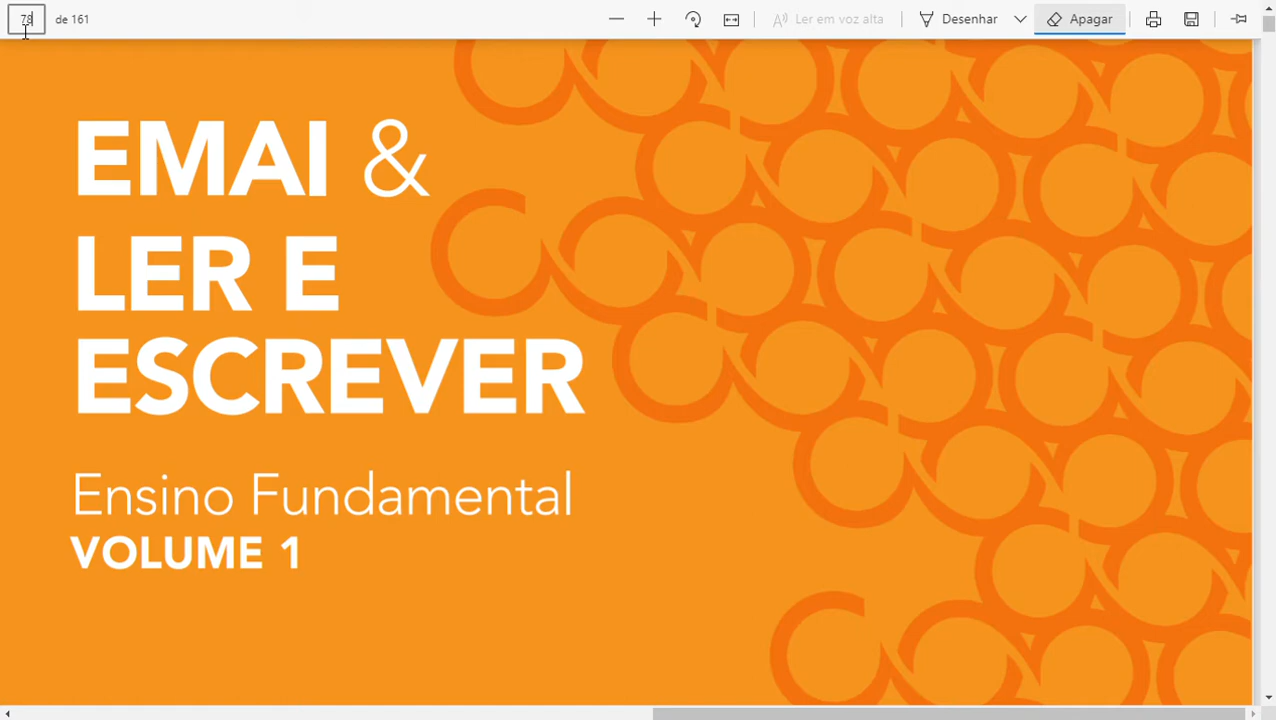 78 de 161 Ler em voz alta Desenhar Apagar
EMAI &
LER E
ESCREVER
Ensino Fundamental
VOLUME 1